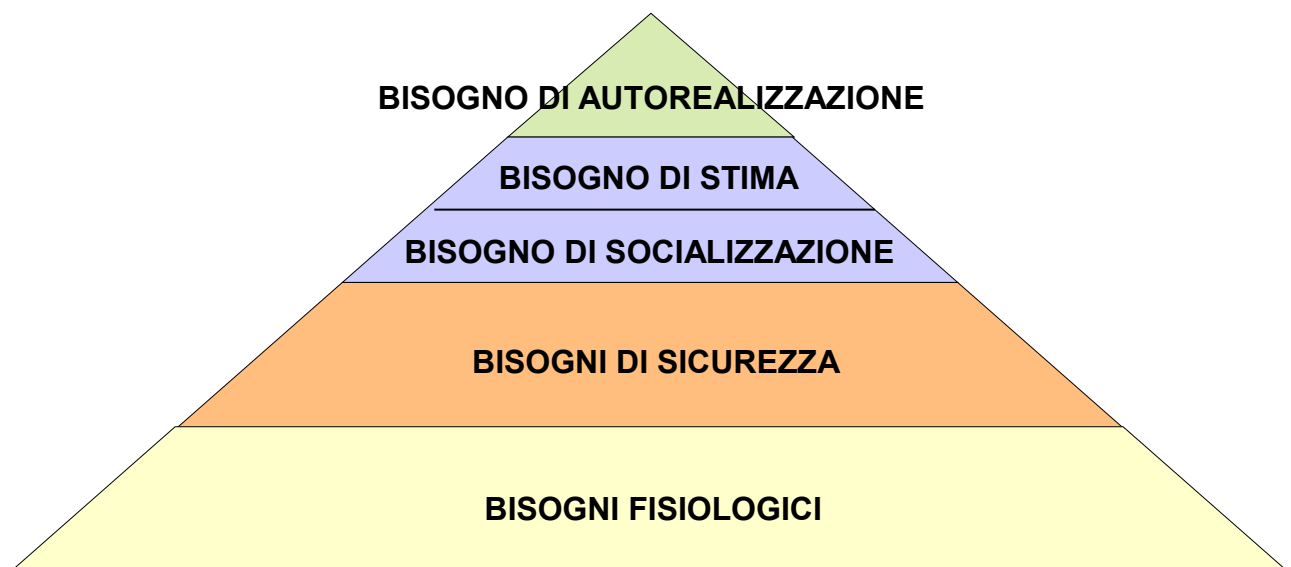 BISOGNO DI AUTOREALIZZAZIONE
BISOGNO DI STIMA
BISOGNO DI SOCIALIZZAZIONE
BISOGNI DI SICUREZZA
BISOGNI FISIOLOGICI